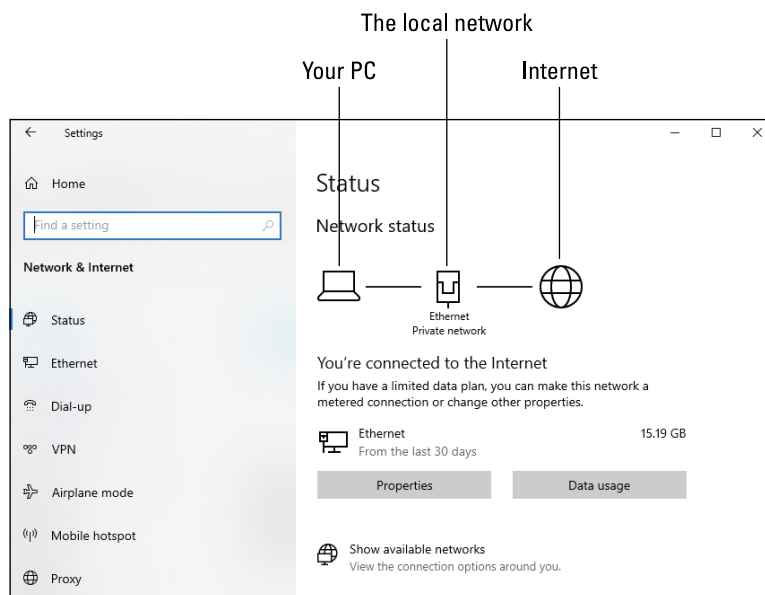 The local network
Your PC
Internet
Settings
Home
Find a setting
Network & Internet
Status
Ethernet
Dial-up
VPN
Airplane mode
Mobile hotspot
Proxy
Status
Network status
Ethernet
Private network
You're connected to the Internet
If you have a limited data plan, you can make this network a
metered connection or change other properties.
Ethernet 15.19 GB
From the last 30 days
Properties Data usage
Show available networks
View the connection options around you.